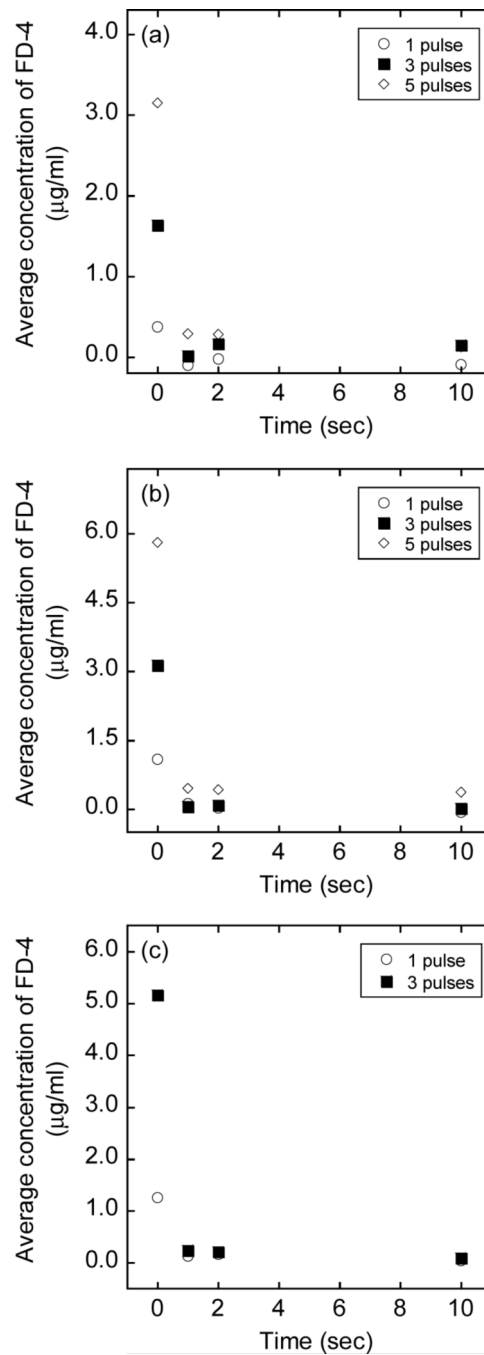 (a)
1 pulse
3 pulses
5 pulses
Average concentration of FD-4
(μg/ml)
4.0
3.0
2.0
1.0
0.0
0 2 4 6 8 10
Time (sec)
(b)
1 pulse
3 pulses
5 pulses
Average concentration of FD-4
(μg/ml)
6.0
4.5
3.0
1.5
0.0
0 2 4 6 8 10
Time (sec)
(c)
1 pulse
3 pulses
Average concentration of FD-4
(μg/ml)
6.0
5.0
4.0
3.0
2.0
1.0
0.0
0 2 4 6 8 10
Time (sec)